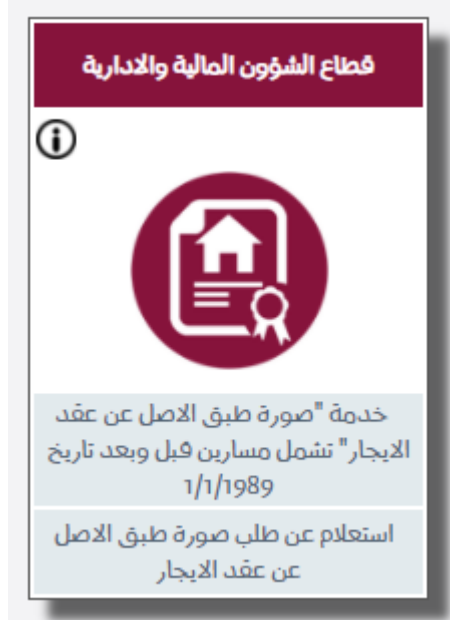 قطاع الشؤون المالية والادارية
خدمة "صورة طبق الاصل عن عقد
الايجار" تشمل مسارين قبل وبعد تاريخ
1/1/1989
استعلام عن طلب صورة طبق الاصل
عن عقد الايجار